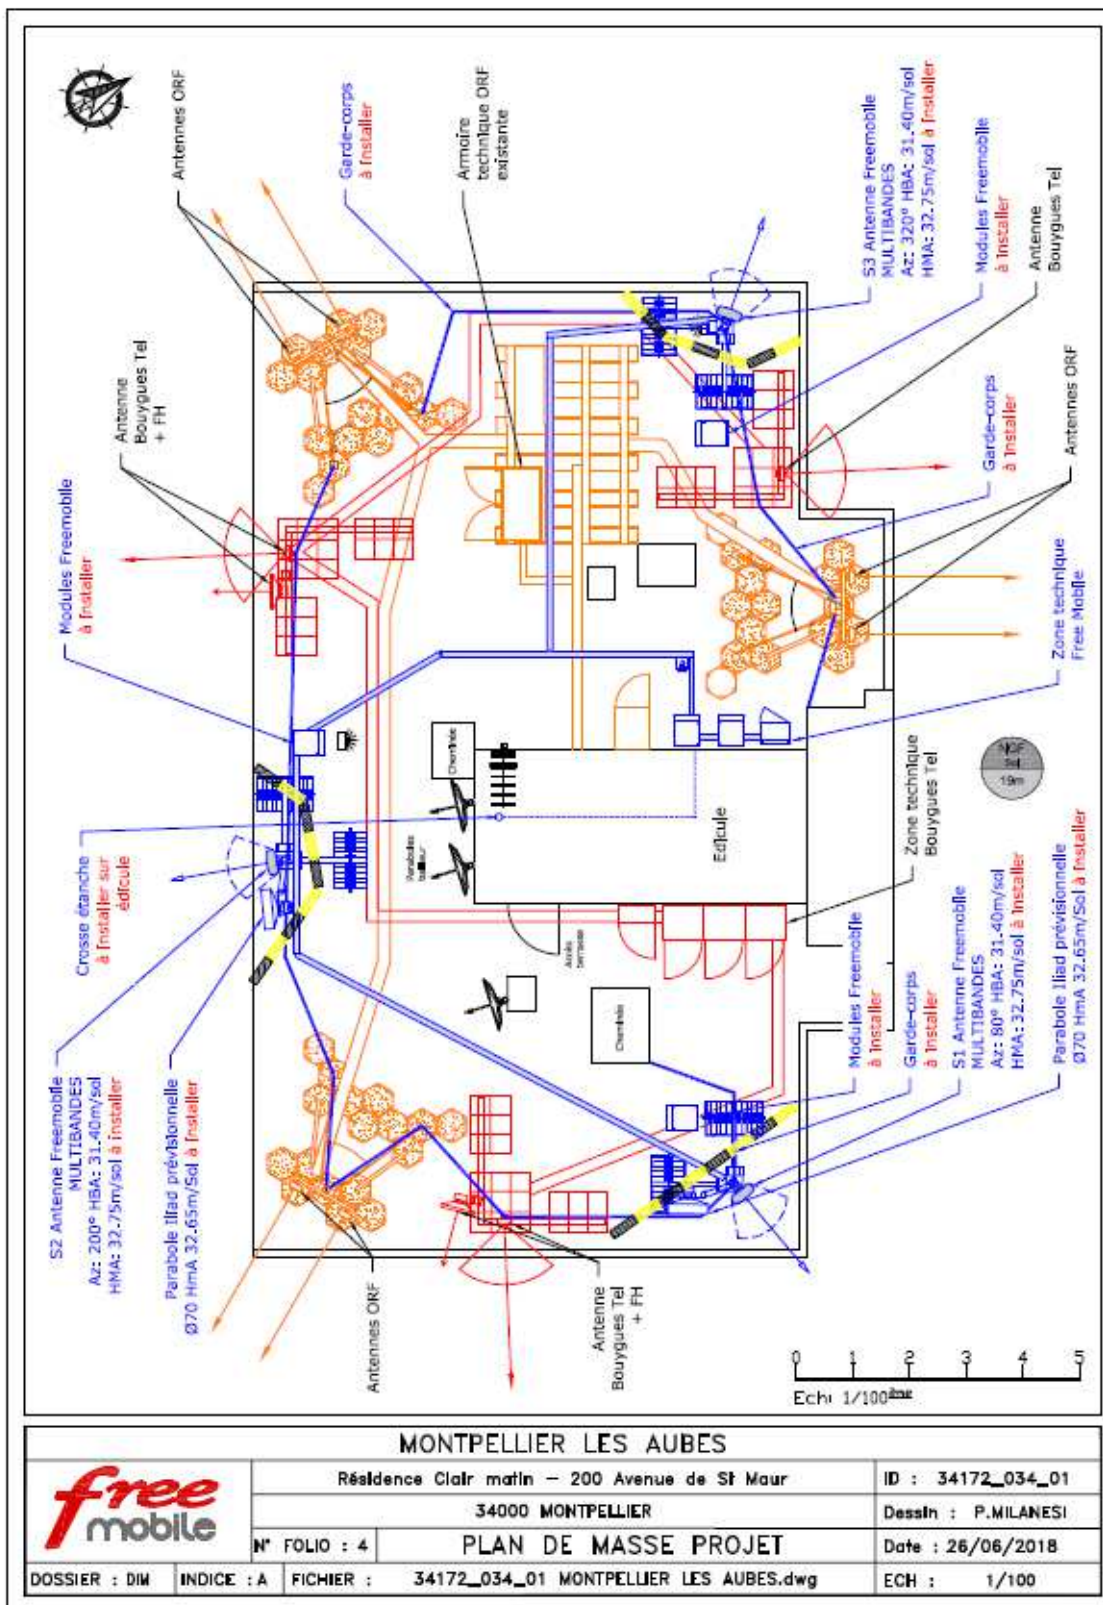 Antennes ORF
Garde-corps
à Installer
Armoire
technique ORF
existante
S3 Antenne Freemobile
MULTIBANDES
Az: 320° HBA: 31.40m/sol
HMA: 32.75m/sol à Installer
Modules Freemobile
à Installer
Antenne
Bouygues Tel
Antenne
Bouygues Tel
+ FH
Garde-corps
à Installer
Antennes ORF
Modules Freemobile
à Installer
Zone technique
Free Mobile
Cheminée
Paraboles
Edicule
NGF
Sol
19m
Zone technique
Bouygues Tel
Crosse étanche
à Installer sur
édicule
Accès
terrasse
Cheminée
S2 Antenne Freemobile
MULTIBANDES
Az: 200° HBA: 31.40m/sol
HMA: 32.75m/sol à Installer
Parabole Iliad prévisionnelle
Ø70 HmA 32.65m/Sol à Installer
Modules Freemobile
à Installer
Garde-corps
à Installer
S1 Antenne Freemobile
MULTIBANDES
Az: 80° HBA: 31.40m/sol
HMA: 32.75m/sol à Installer
Parabole Iliad prévisionnelle
Ø70 HmA 32.65m/Sol à Installer
Antennes ORF
Antenne
Bouygues Tel
+ FH
0 1 2 3 4 5
Ech: 1/100ème
MONTPELLIER LES AUBES
free
mobile
Résidence Clair matin – 200 Avenue de St Maur
ID : 34172_034_01
34000 MONTPELLIER
Dessin : P.MILANESI
N° FOLIO : 4
PLAN DE MASSE PROJET
Date : 26/06/2018
DOSSIER : DIM
INDICE : A
FICHIER : 34172_034_01 MONTPELLIER LES AUBES.dwg
ECH : 1/100